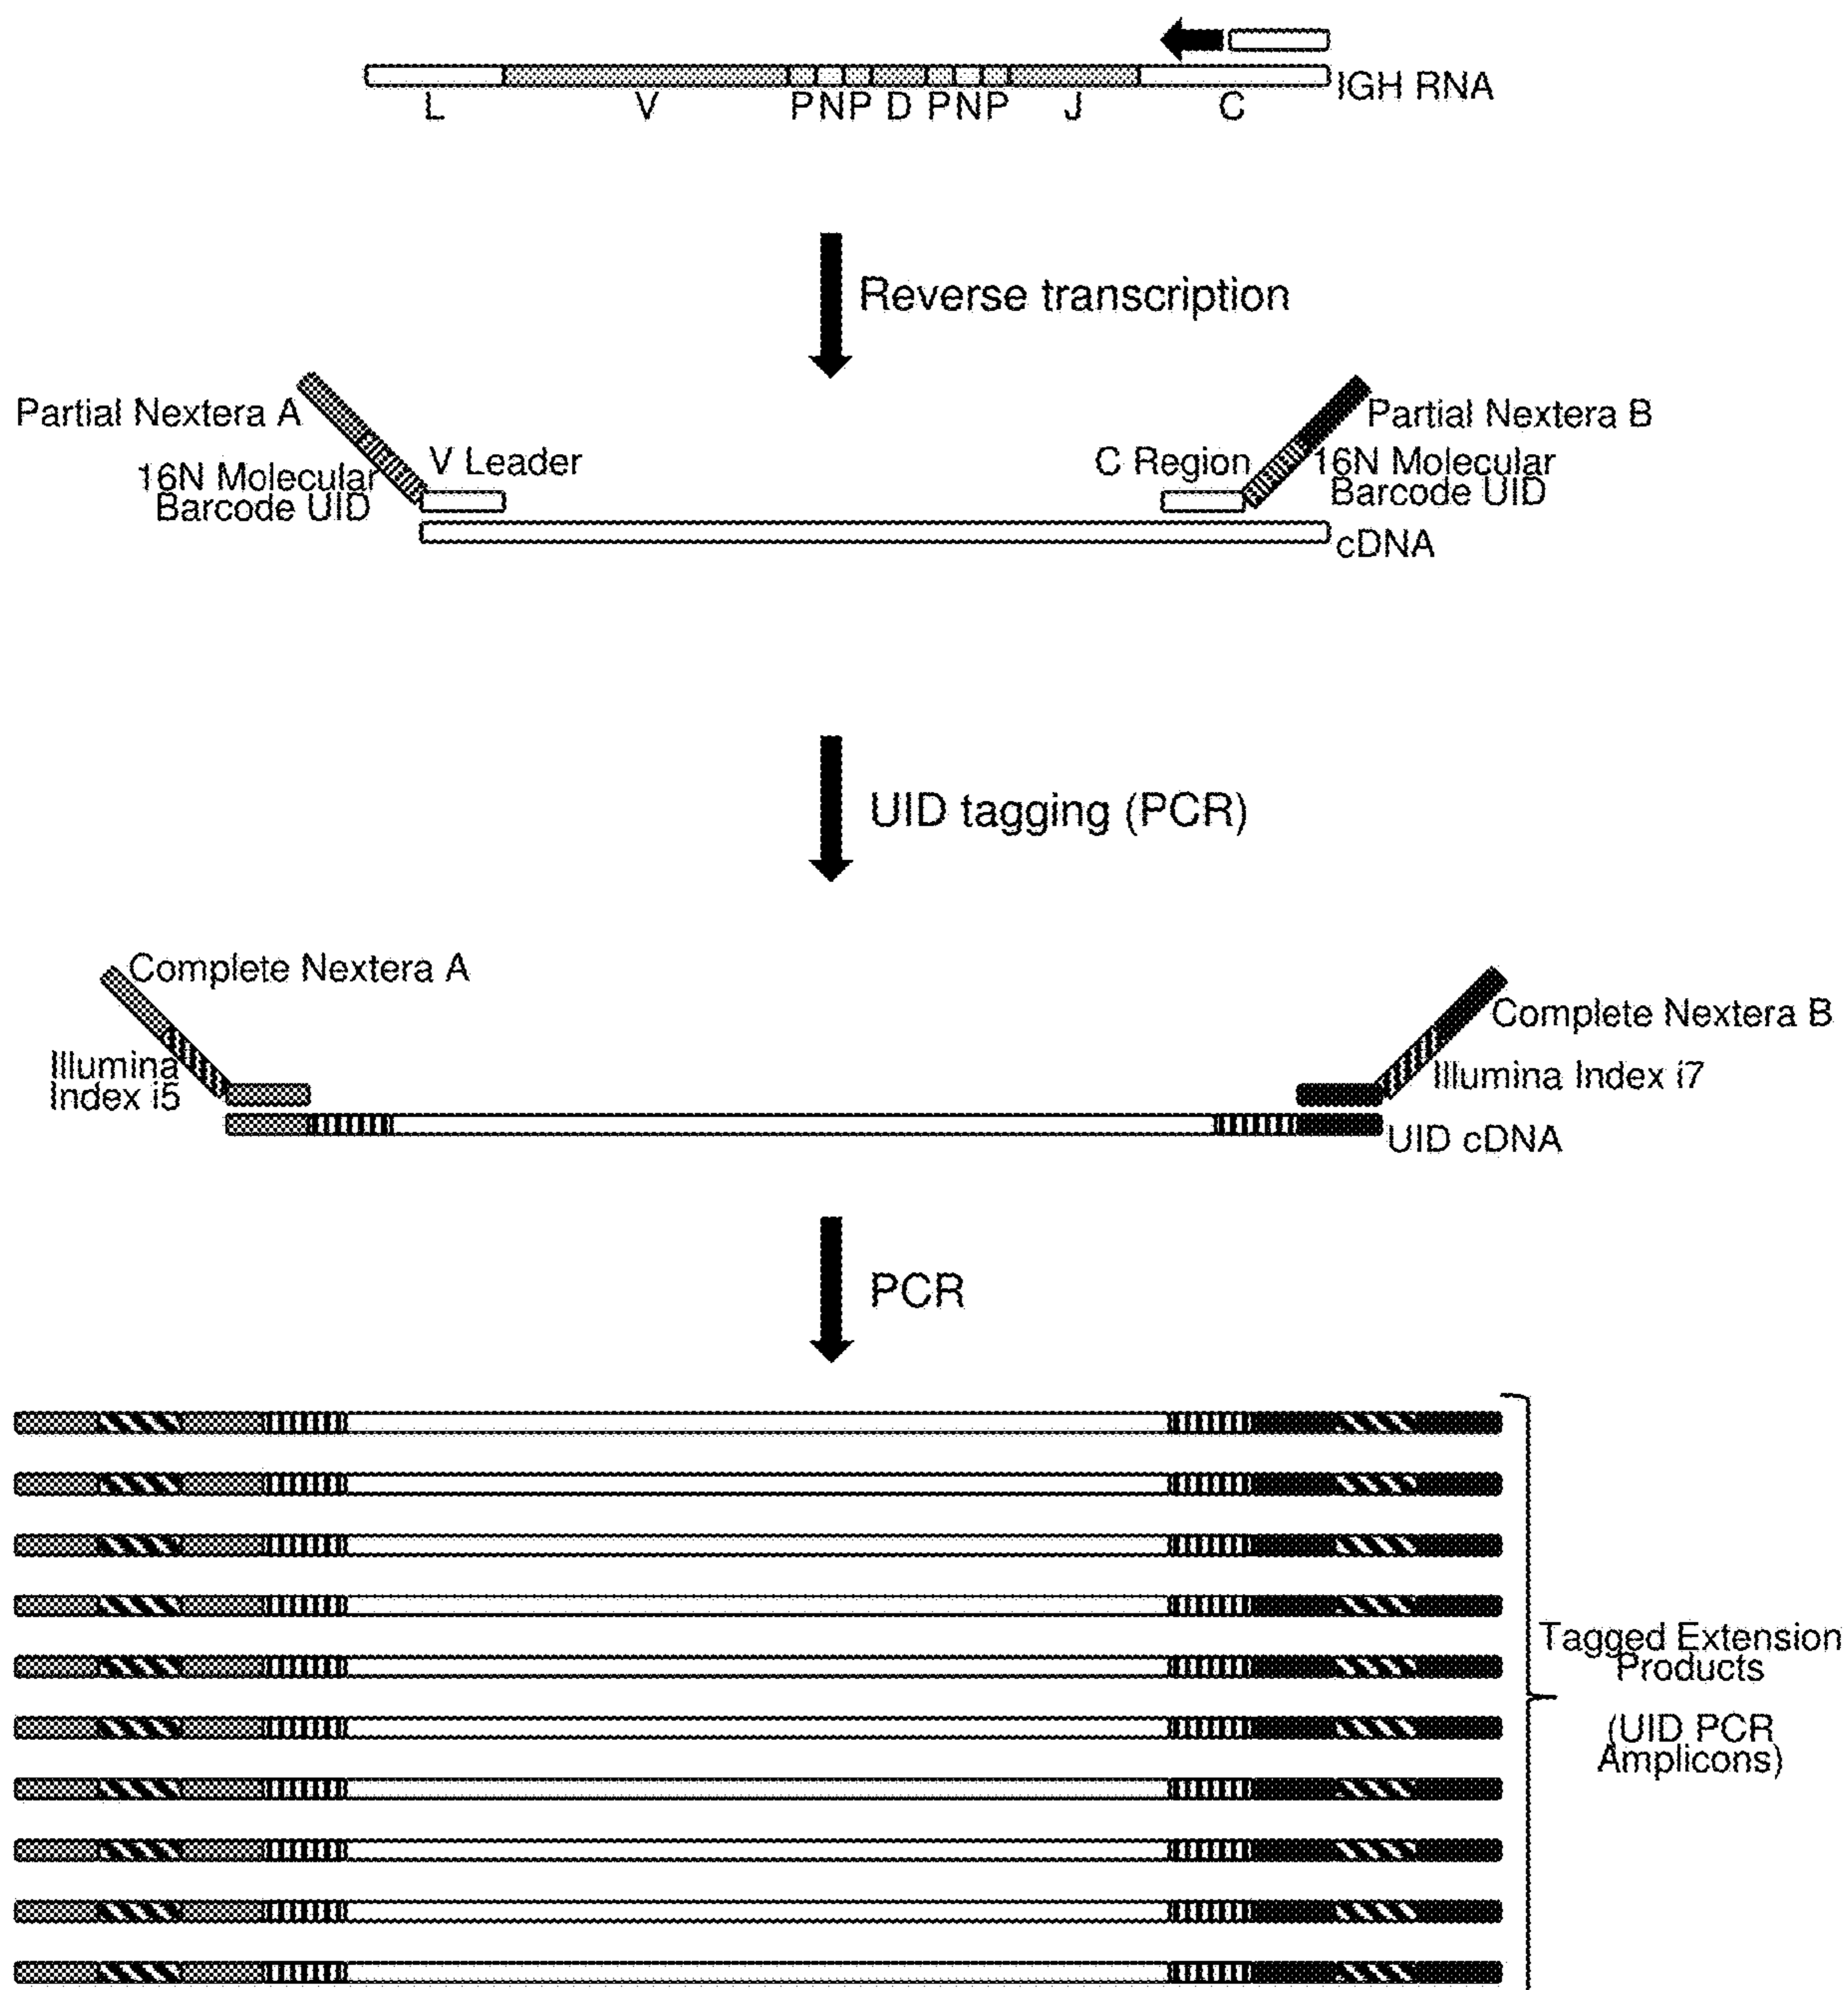 IGH RNA
L V PNP D PNP J C
Reverse transcription
Partial Nextera A
Partial Nextera B
V Leader
C Region
16N Molecular
Barcode UID
16N Molecular
Barcode UID
cDNA
UID tagging (PCR)
Complete Nextera A
Complete Nextera B
Illumina
Index i5
Illumina Index i7
UID cDNA
PCR
Tagged Extension
Products
(UID PCR
Amplicons)